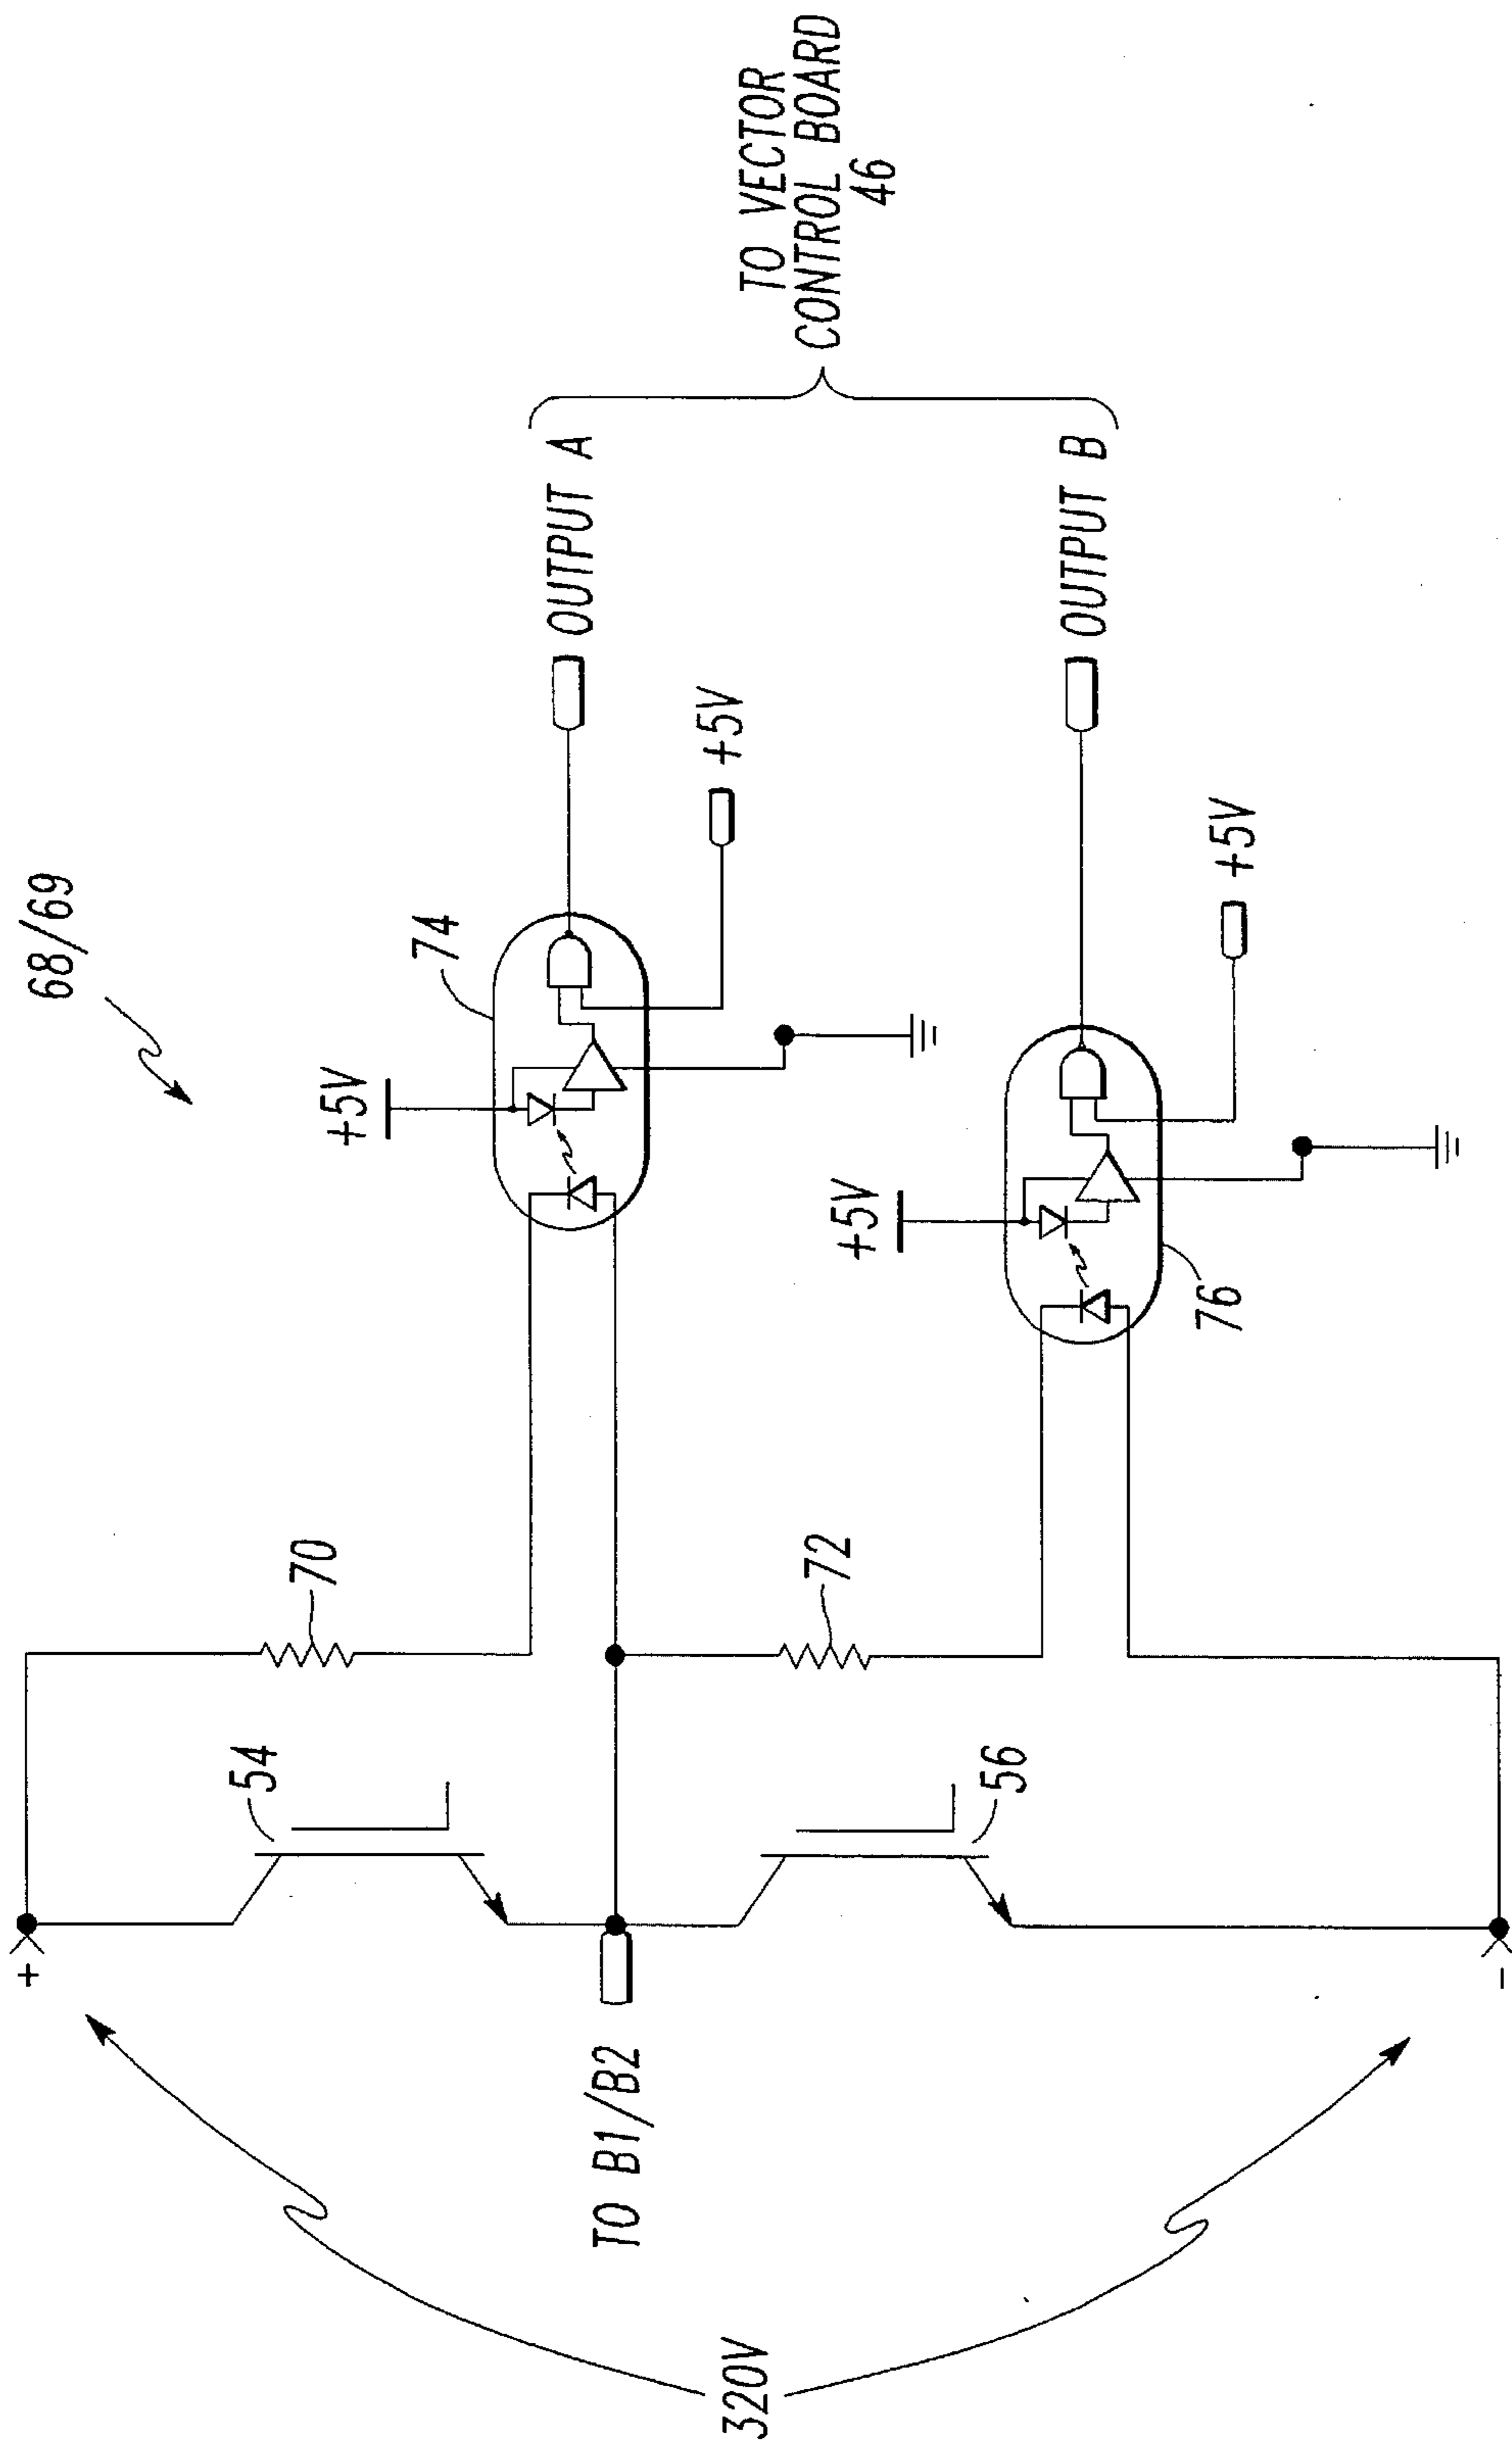 68/69
320V
+
-
TO B1/B2
54
56
70
72
74
76
+5V
+5V
+5V
+5V
OUTPUT A
OUTPUT B
TO VECTOR
CONTROL BOARD
46